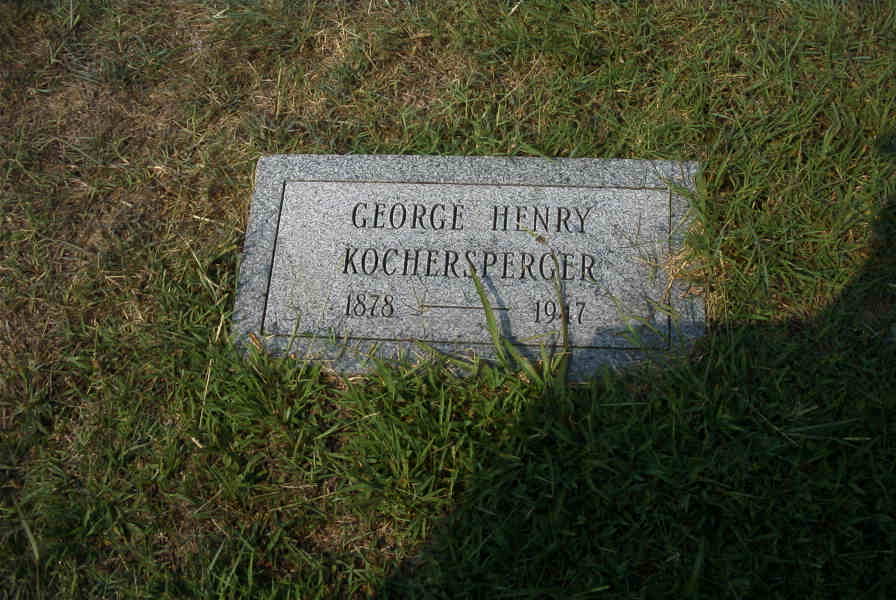 GEORGE HENRY
KOCHERSPERGER
1878 — 1947